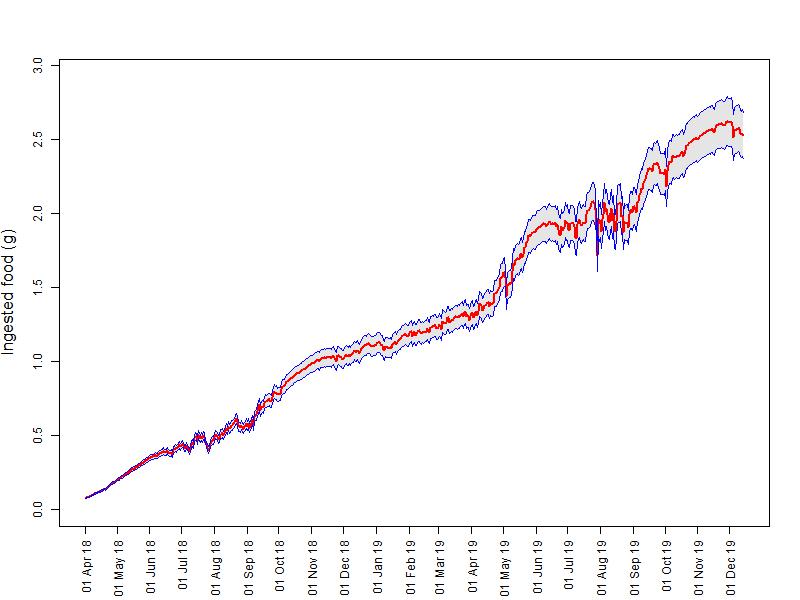 Ingested food (g)
3.0
2.5
2.0
1.5
1.0
0.5
0.0
01 Apr 18
01 May 18
01 Jun 18
01 Jul 18
01 Aug 18
01 Sep 18
01 Oct 18
01 Nov 18
01 Dec 18
01 Jan 19
01 Feb 19
01 Mar 19
01 Apr 19
01 May 19
01 Jun 19
01 Jul 19
01 Aug 19
01 Sep 19
01 Oct 19
01 Nov 19
01 Dec 19